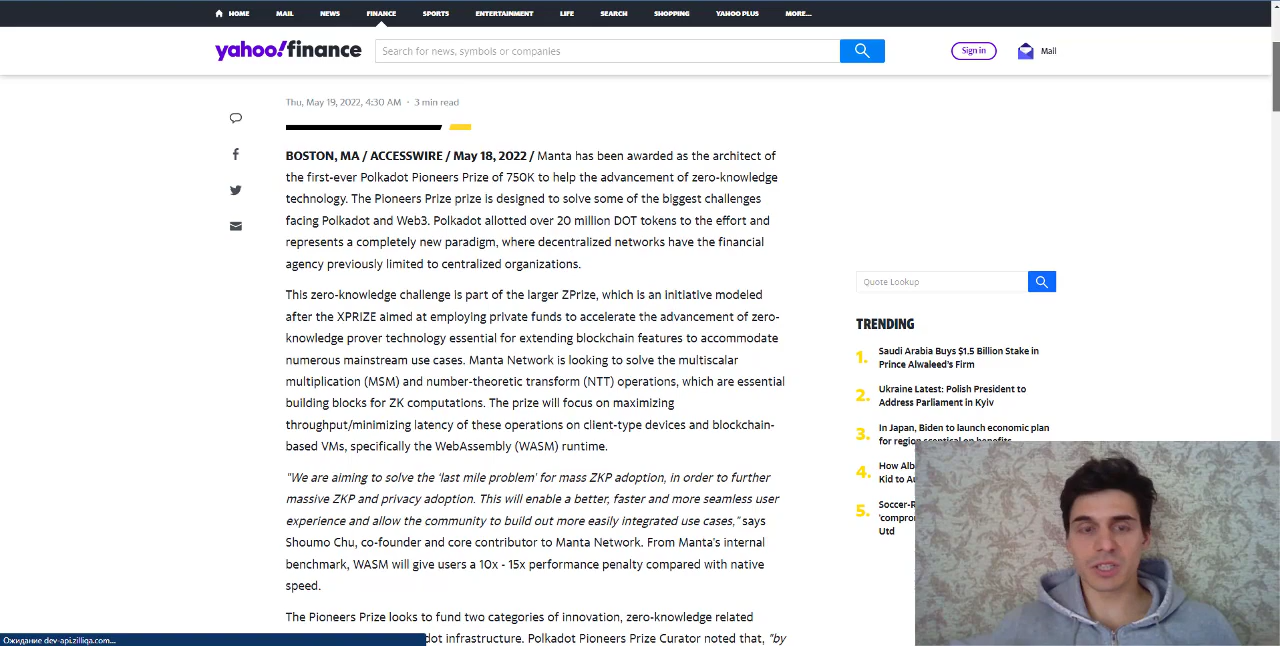 HOME MAIL NEWS FINANCE SPORTS ENTERTAINMENT LIFE SEARCH SHOPPING YAHOO PLUS MORE...
yahoo!finance Search for news, symbols or companies Sign in Mail
Thu, May 19, 2022, 4:30 AM · 3 min read
BOSTON, MA / ACCESSWIRE / May 18, 2022 / Manta has been awarded as the architect of
the first-ever Polkadot Pioneers Prize of 750K to help the advancement of zero-knowledge
technology. The Pioneers Prize prize is designed to solve some of the biggest challenges
facing Polkadot and Web3. Polkadot allotted over 20 million DOT tokens to the effort and
represents a completely new paradigm, where decentralized networks have the financial
agency previously limited to centralized organizations.
This zero-knowledge challenge is part of the larger ZPrize, which is an initiative modeled
after the XPRIZE aimed at employing private funds to accelerate the advancement of zero-
knowledge prover technology essential for extending blockchain features to accommodate
numerous mainstream use cases. Manta Network is looking to solve the multiscalar
multiplication (MSM) and number-theoretic transform (NTT) operations, which are essential
building blocks for ZK computations. The prize will focus on maximizing
throughput/minimizing latency of these operations on client-type devices and blockchain-
based VMs, specifically the WebAssembly (WASM) runtime.
"We are aiming to solve the 'last mile problem' for mass ZKP adoption, in order to further
massive ZKP and privacy adoption. This will enable a better, faster and more seamless user
experience and allow the community to build out more easily integrated use cases," says
Shoumo Chu, co-founder and core contributor to Manta Network. From Manta's internal
benchmark, WASM will give users a 10x - 15x performance penalty compared with native
speed.
The Pioneers Prize looks to fund two categories of innovation, zero-knowledge related
dot infrastructure. Polkadot Pioneers Prize Curator noted that, "by
Quote Lookup
TRENDING
1. Saudi Arabia Buys $1.5 Billion Stake in
Prince Alwaleed's Firm
2. Ukraine Latest: Polish President to
Address Parliament in Kyiv
3. In Japan, Biden to launch economic plan
for region sceptical on benefits
4. How Alb
Kid to Au
5. Soccer-R
'compron
Utd
Ожидание dev-api.zilliqa.com...